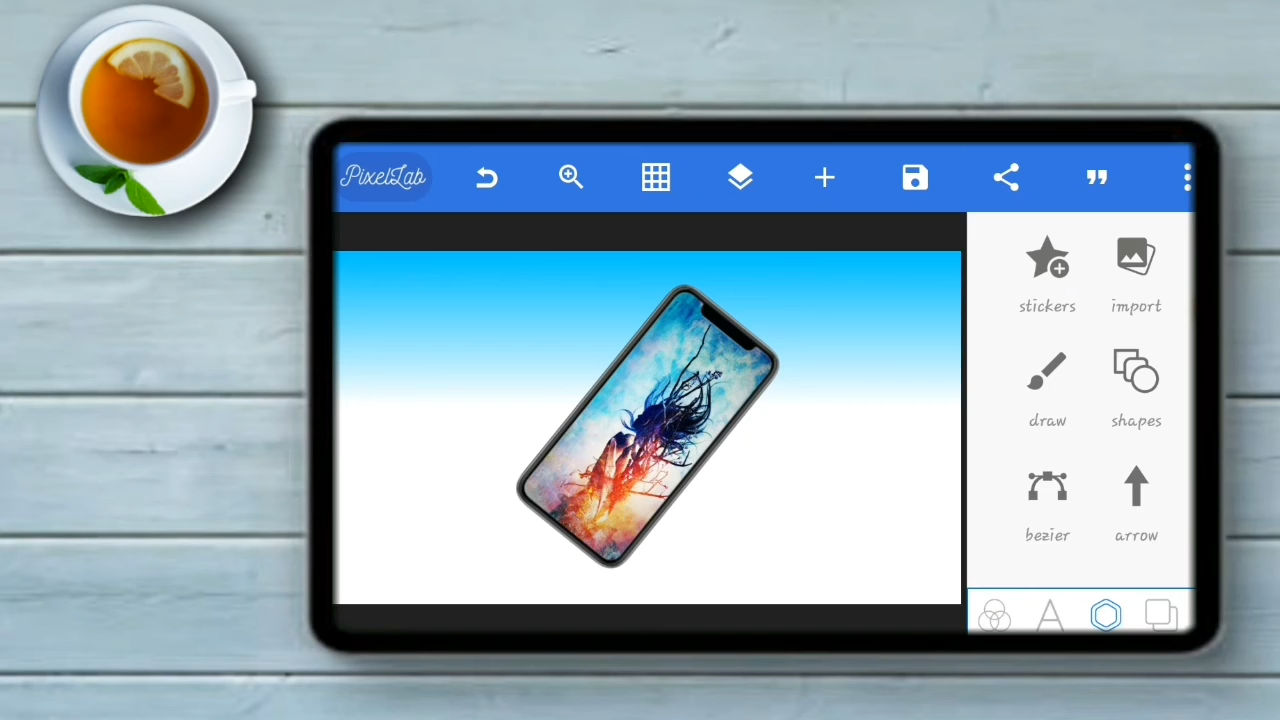 PixelLab
stickers
import
draw
shapes
bezier
arrow